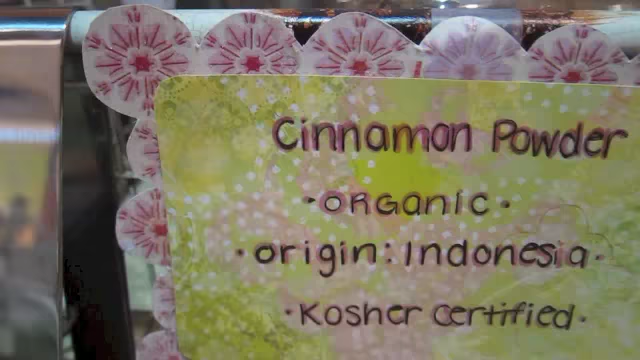 Cinnamon Powder
·ORGANIC·
·origin: Indonesia·
·Kosher certified·